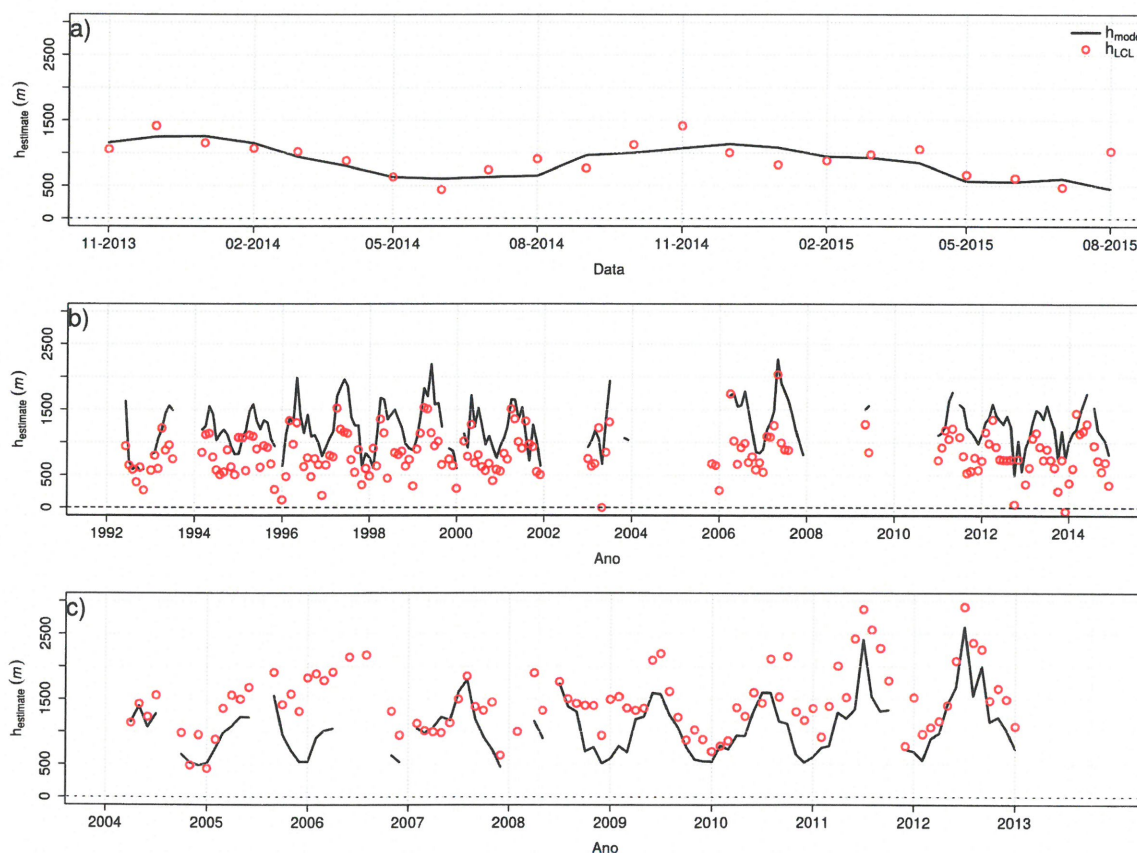 a)
h_mode
h_LCL
h_estimate (m)
2500
1500
500
0
11-2013 02-2014 05-2014 08-2014 11-2014 02-2015 05-2015 08-2015
Data
b)
h_estimate (m)
2500
1500
500
0
1992 1994 1996 1998 2000 2002 2004 2006 2008 2010 2012 2014
Ano
c)
h_estimate (m)
2500
1500
500
0
2004 2005 2006 2007 2008 2009 2010 2011 2012 2013
Ano